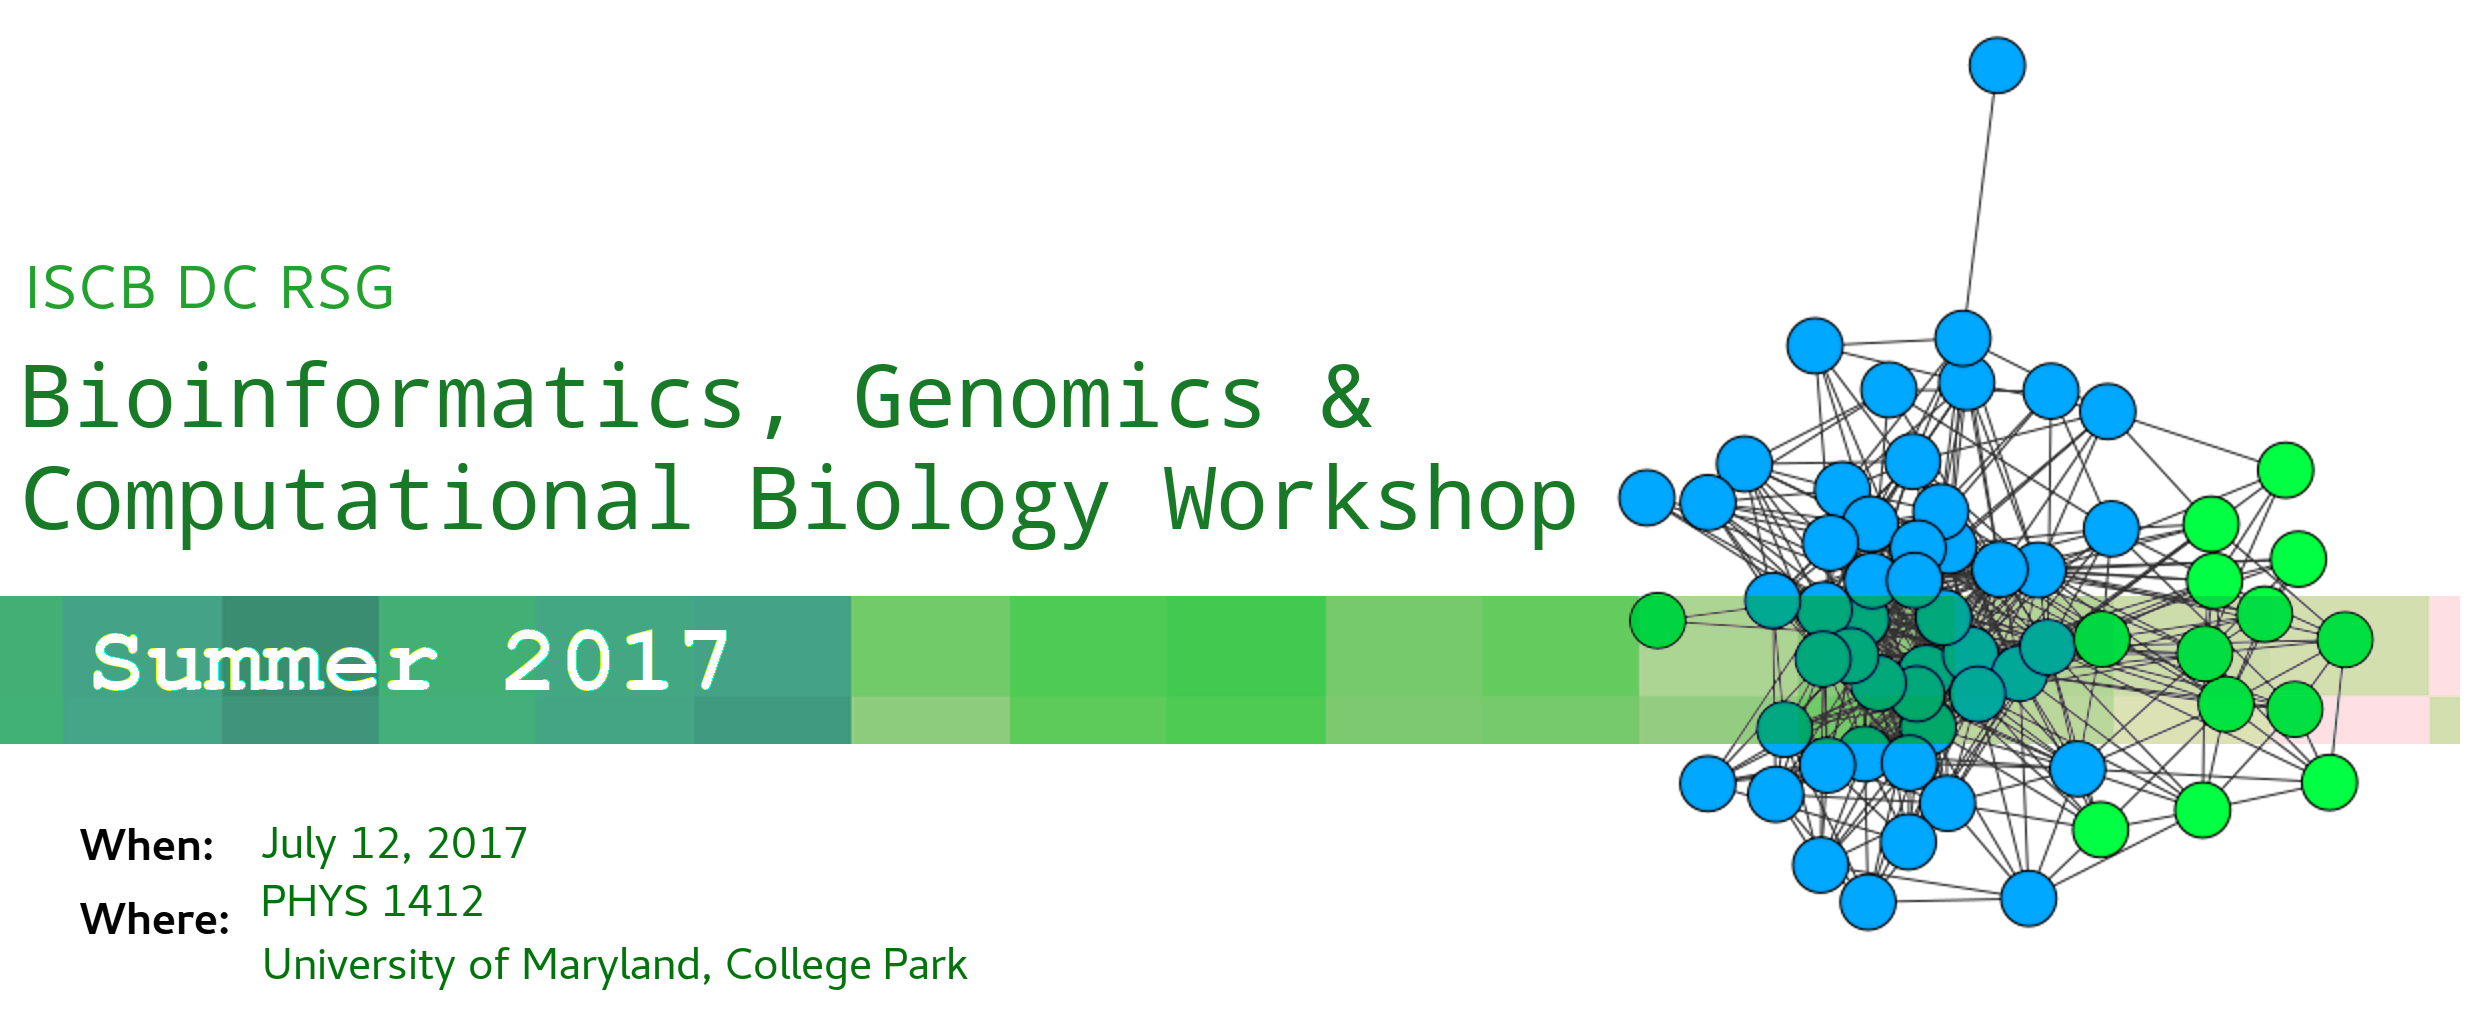 ISCB DC RSG
Bioinformatics, Genomics &
Computational Biology Workshop
Summer 2017
When: July 12, 2017
Where: PHYS 1412
University of Maryland, College Park